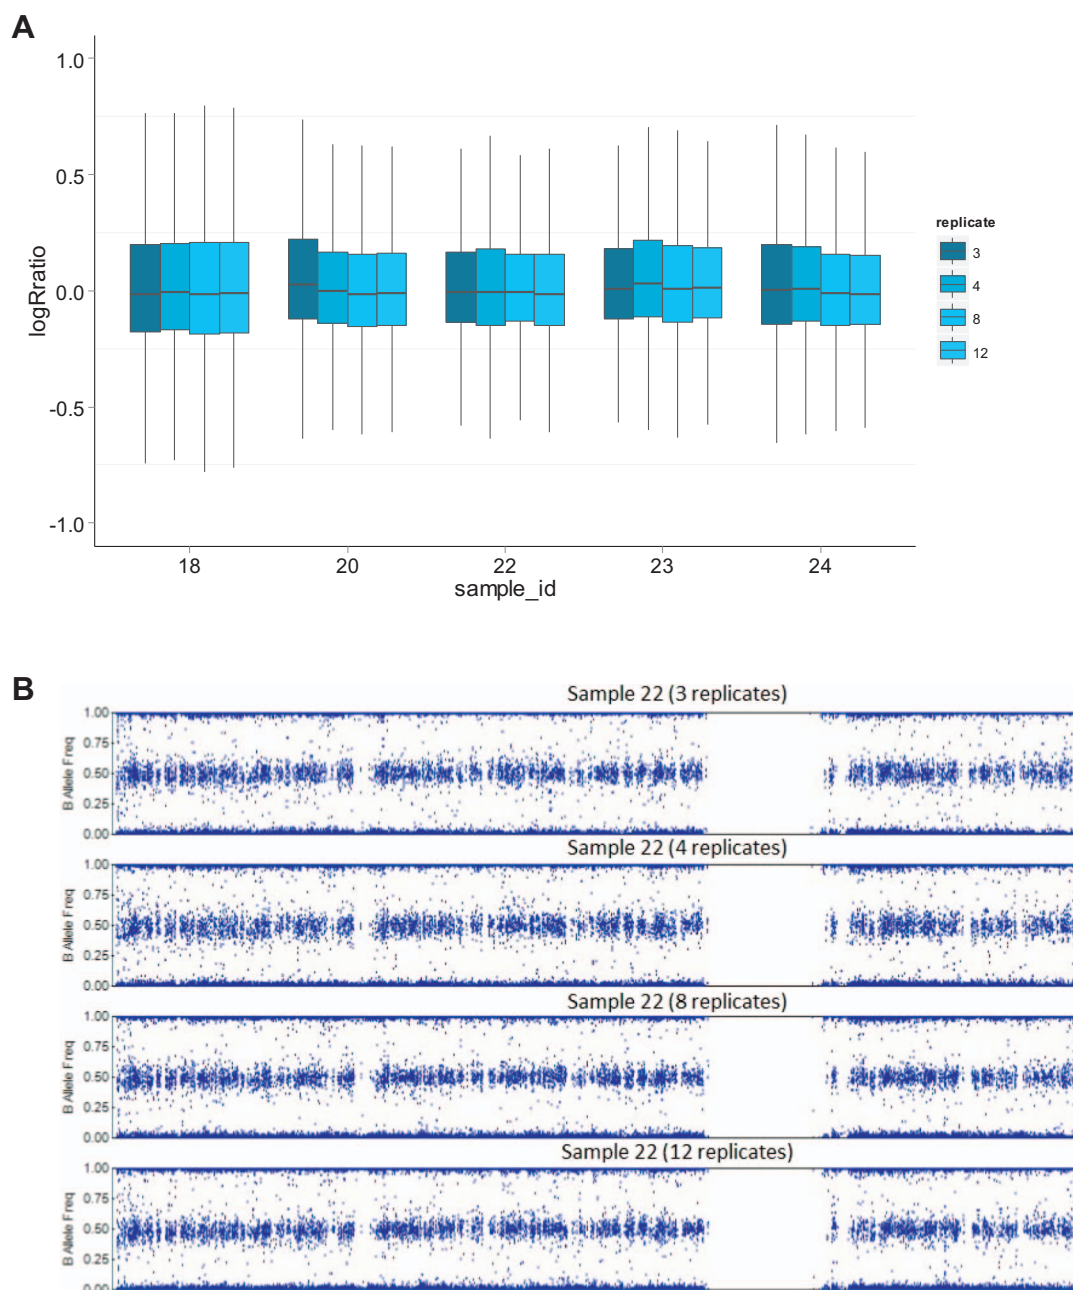 A
1.0
0.5
0.0
-0.5
-1.0
logRratio
18 20 22 23 24
sample_id
replicate
3
4
8
12
B
Sample 22 (3 replicates)
1.00
0.75
0.50
0.25
0.00
B Allele Freq
Sample 22 (4 replicates)
1.00
0.75
0.50
0.25
0.00
B Allele Freq
Sample 22 (8 replicates)
1.00
0.75
0.50
0.25
0.00
B Allele Freq
Sample 22 (12 replicates)
1.00
0.75
0.50
0.25
0.00
B Allele Freq